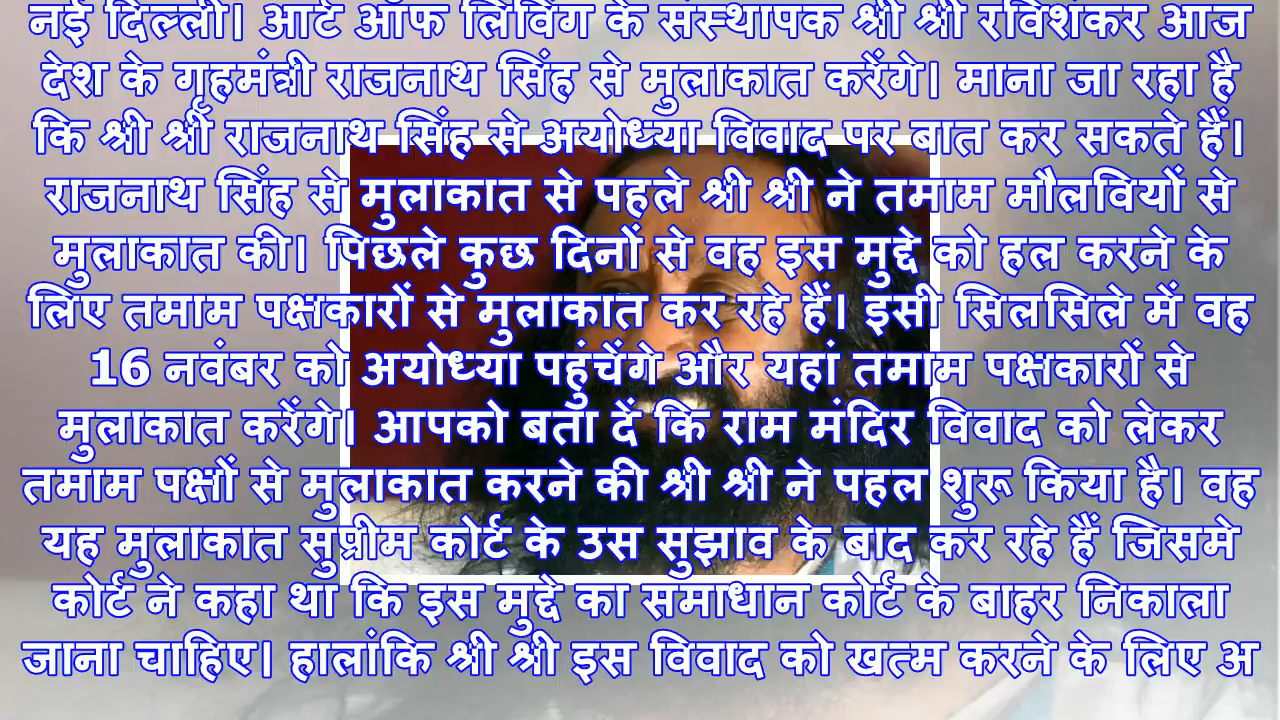 नई दिल्ली। आर्ट ऑफ लिविंग के संस्थापक श्री श्री रविशंकर आज
देश के गृहमंत्री राजनाथ सिंह से मुलाकात करेंगे। माना जा रहा है
कि श्री श्री राजनाथ सिंह से अयोध्या विवाद पर बात कर सकते हैं।
राजनाथ सिंह से मुलाकात से पहले श्री श्री ने तमाम मौलवियों से
मुलाकात की। पिछले कुछ दिनों से वह इस मुद्दे को हल करने के
लिए तमाम पक्षकारों से मुलाकात कर रहे हैं। इसी सिलसिले में वह
16 नवंबर को अयोध्या पहुंचेंगे और यहां तमाम पक्षकारों से
मुलाकात करेंगे। आपको बता दें कि राम मंदिर विवाद को लेकर
तमाम पक्षों से मुलाकात करने की श्री श्री ने पहल शुरू किया है। वह
यह मुलाकात सुप्रीम कोर्ट के उस सुझाव के बाद कर रहे हैं जिसमे
कोर्ट ने कहा था कि इस मुद्दे का समाधान कोर्ट के बाहर निकाला
जाना चाहिए। हालांकि श्री श्री इस विवाद को खत्म करने के लिए अ